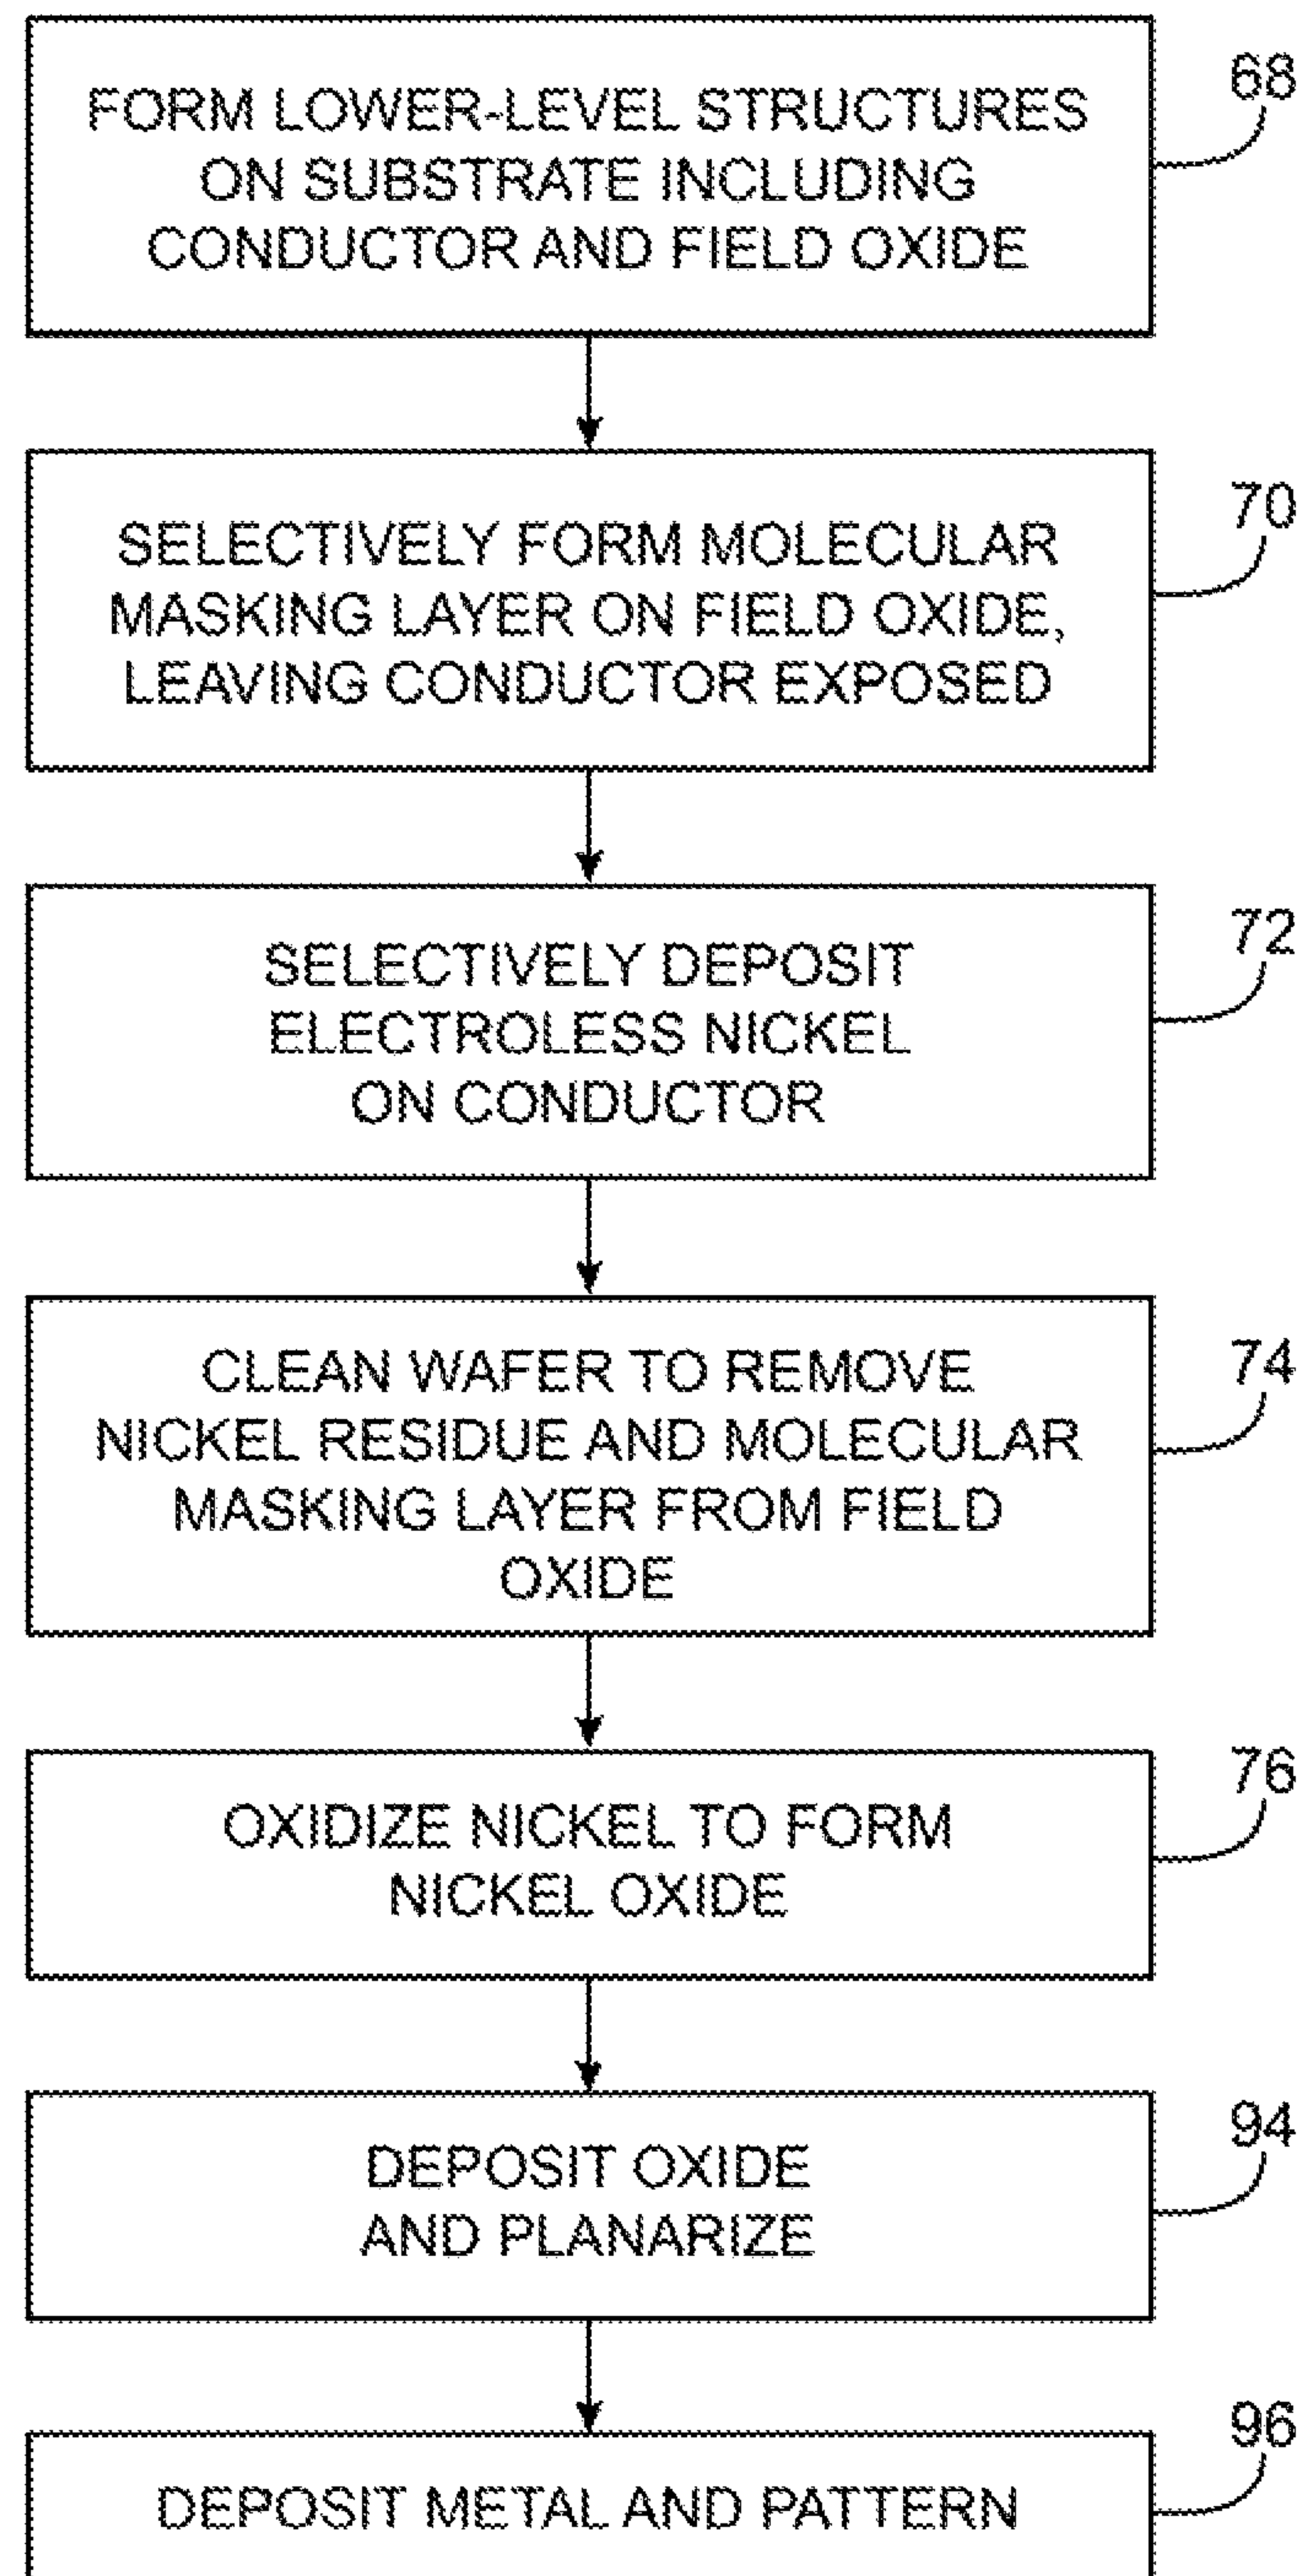 FORM LOWER-LEVEL STRUCTURES
ON SUBSTRATE INCLUDING
CONDUCTOR AND FIELD OXIDE
68
SELECTIVELY FORM MOLECULAR
MASKING LAYER ON FIELD OXIDE,
LEAVING CONDUCTOR EXPOSED
70
SELECTIVELY DEPOSIT
ELECTROLESS NICKEL
ON CONDUCTOR
72
CLEAN WAFER TO REMOVE
NICKEL RESIDUE AND MOLECULAR
MASKING LAYER FROM FIELD
OXIDE
74
OXIDIZE NICKEL TO FORM
NICKEL OXIDE
76
DEPOSIT OXIDE
AND PLANARIZE
94
DEPOSIT METAL AND PATTERN
96